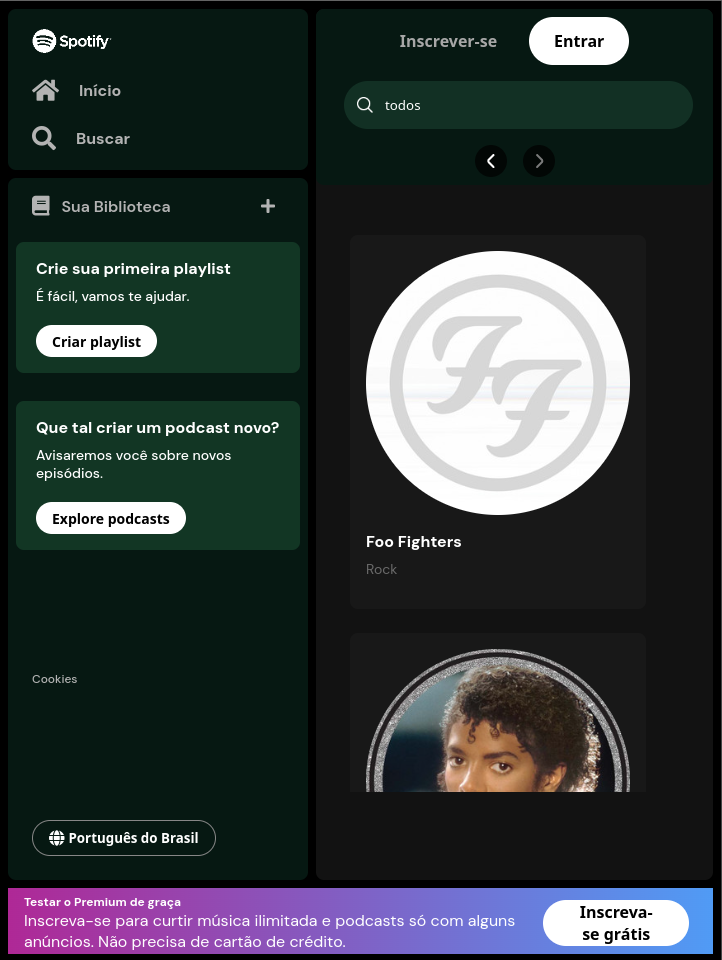 Spotify
Início
Buscar
Sua Biblioteca
Crie sua primeira playlist
É fácil, vamos te ajudar.
Criar playlist
Que tal criar um podcast novo?
Avisaremos você sobre novos
episódios.
Explore podcasts
Cookies
Português do Brasil
Inscrever-se
Entrar
todos
FF
Foo Fighters
Rock
Testar o Premium de graça
Inscreva-se para curtir música ilimitada e podcasts só com alguns
anúncios. Não precisa de cartão de crédito.
Inscreva-
se grátis